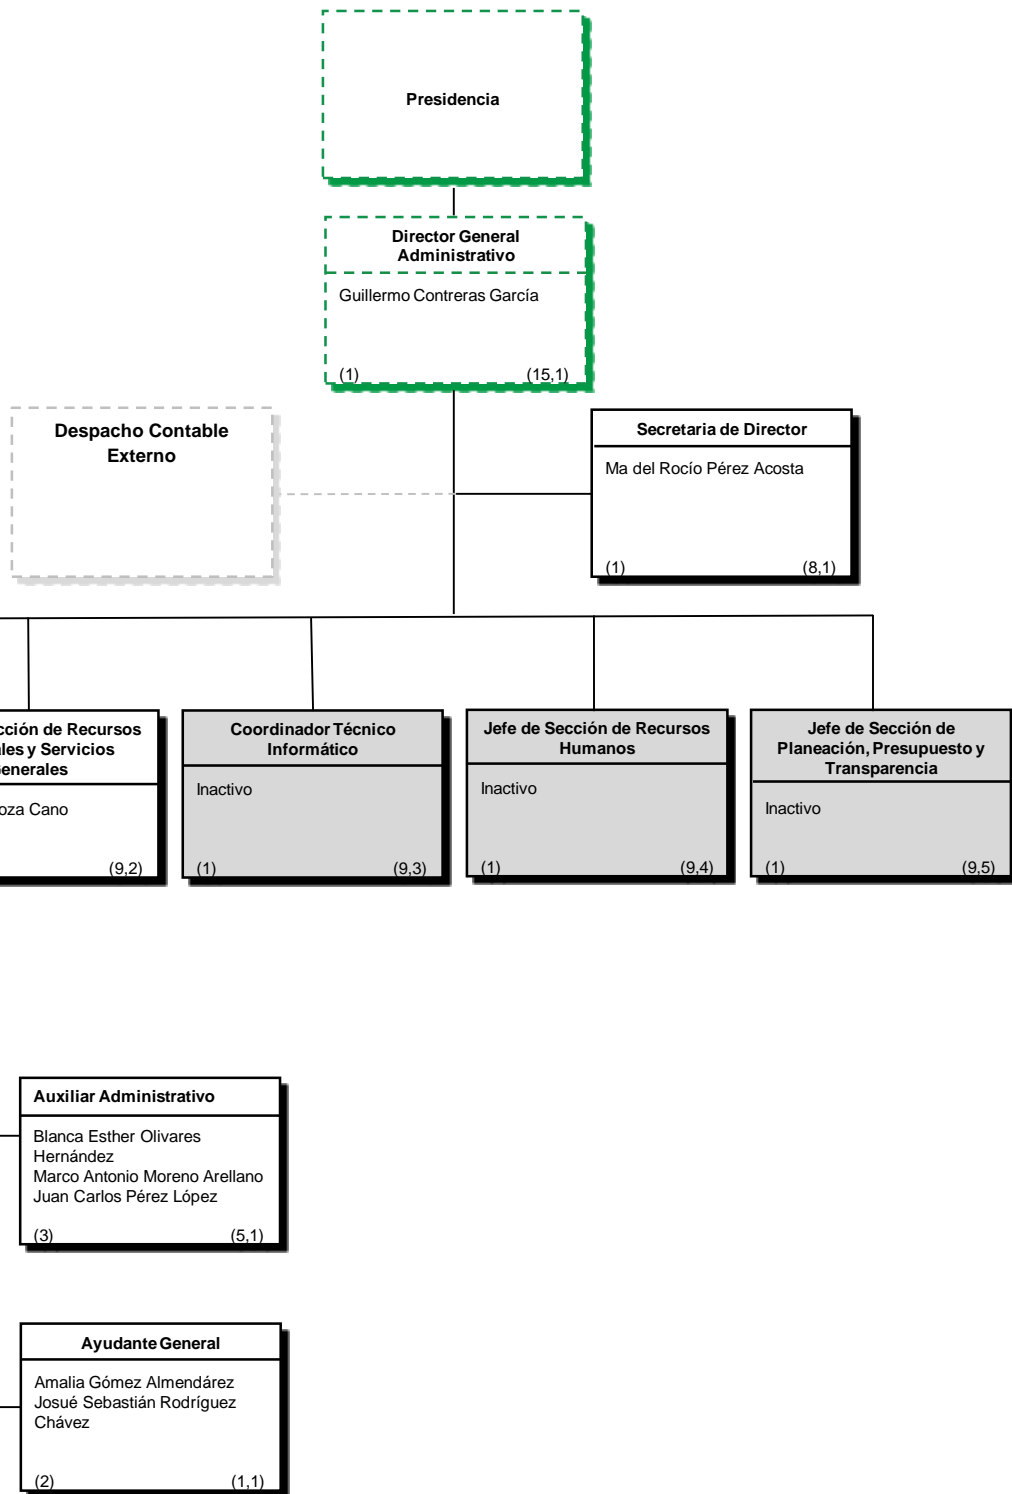 Presidencia
Director General
Administrativo
Guillermo Contreras García
(1) (15,1)
Despacho Contable
Externo
Secretaria de Director
Ma del Rocío Pérez Acosta
(1) (8,1)
de Recursos
y Servicios
Cano
(9,2)
Coordinador Técnico
Informático
Inactivo
(1) (9,3)
Jefe de Sección de Recursos
Humanos
Inactivo
(1) (9,4)
Jefe de Sección de
Planeación, Presupuesto y
Transparencia
Inactivo
(1) (9,5)
Auxiliar Administrativo
Blanca Esther Olivares
Hernández
Marco Antonio Moreno Arellano
Juan Carlos Pérez López
(3) (5,1)
Ayudante General
Amalia Gómez Almendárez
Josué Sebastián Rodríguez
Chávez
(2) (1,1)